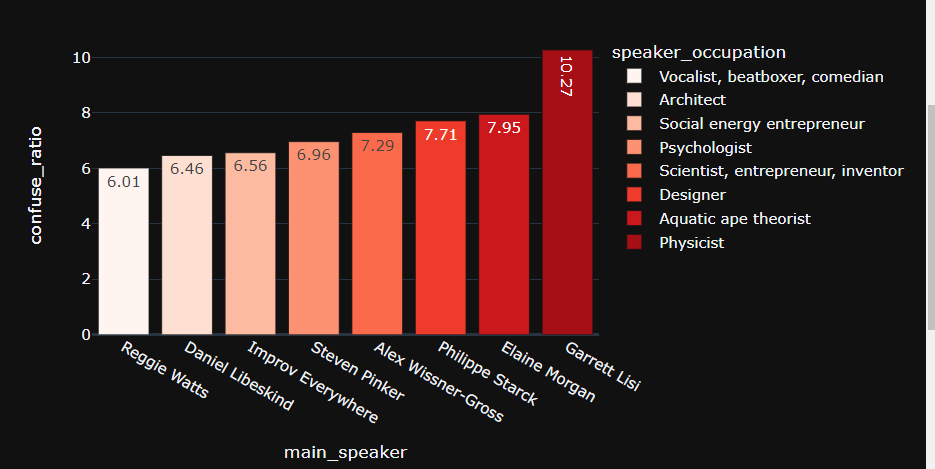 speaker_occupation
Vocalist, beatboxer, comedian
Architect
Social energy entrepreneur
Psychologist
Scientist, entrepreneur, inventor
Designer
Aquatic ape theorist
Physicist
confuse_ratio
10
8
6
4
2
0
6.01
6.46
6.56
6.96
7.29
7.71
7.95
10.27
Reggie Watts
Daniel Libeskind
Improv Everywhere
Steven Pinker
Alex Wissner-Gross
Philippe Starck
Elaine Morgan
Garrett Lisi
main_speaker